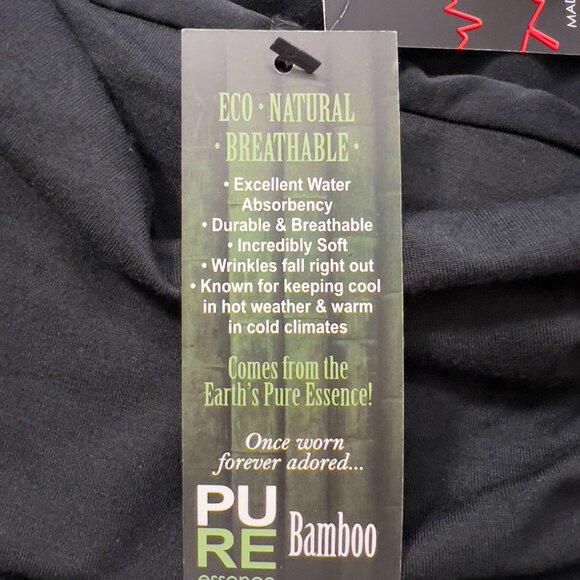 MAD
ECO • NATURAL
• BREATHABLE •
• Excellent Water
Absorbency
• Durable & Breathable
• Incredibly Soft
• Wrinkles fall right out
• Known for keeping cool
in hot weather & warm
in cold climates
Comes from the
Earth's Pure Essence!
Once worn
forever adored...
PU
RE Bamboo
essence